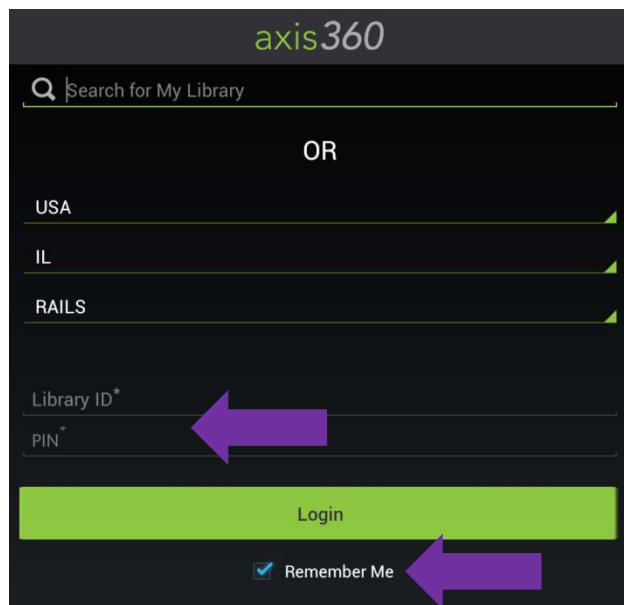 axis360
Search for My Library
OR
USA
IL
RAILS
Library ID*
PIN*
Login
Remember Me